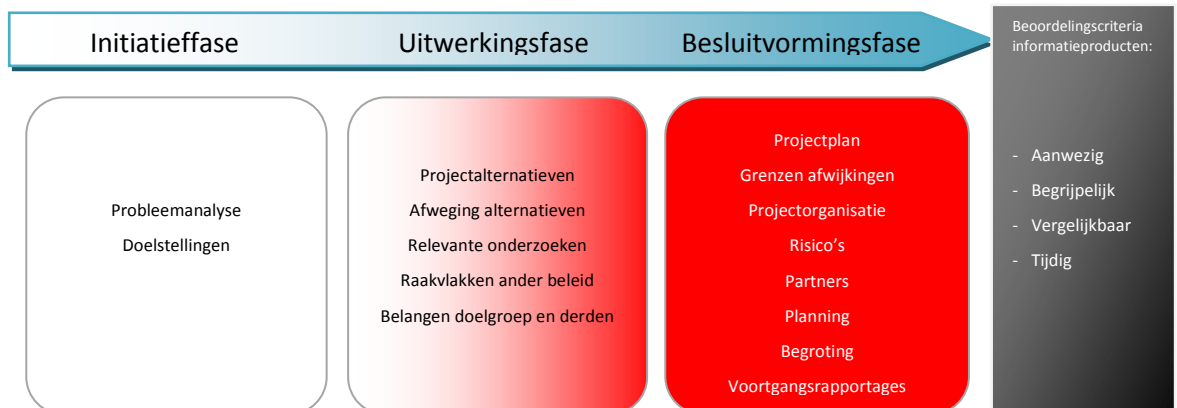 Initiatieffase
Uitwerkingsfase
Besluitvormingsfase
Beoordelingscriteria
informatieproducten:
Probleemanalyse
Doelstellingen
Projectalternatieven
Afweging alternatieven
Relevante onderzoeken
Raakvlakken ander beleid
Belangen doelgroep en derden
Projectplan
Grenzen afwijkingen
Projectorganisatie
Risico’s
Partners
Planning
Begroting
Voortgangsrapportages
- Aanwezig
- Begrijpelijk
- Vergelijkbaar
- Tijdig